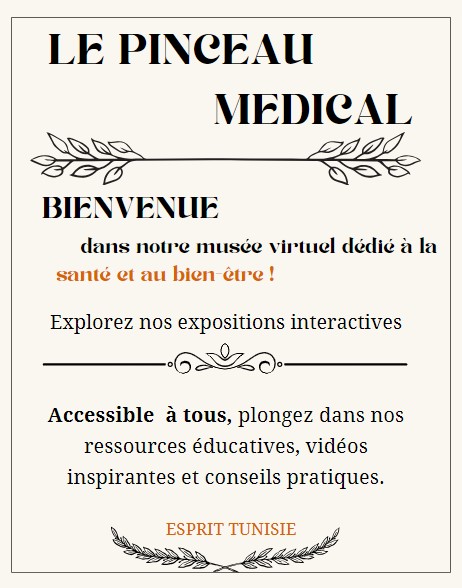 LE PINCEAU
MEDICAL
BIENVENUE
dans notre musée virtuel dédié à la
santé et au bien-être !
Explorez nos expositions interactives
Accessible à tous, plongez dans nos
ressources éducatives, vidéos
inspirantes et conseils pratiques.
ESPRIT TUNISIE